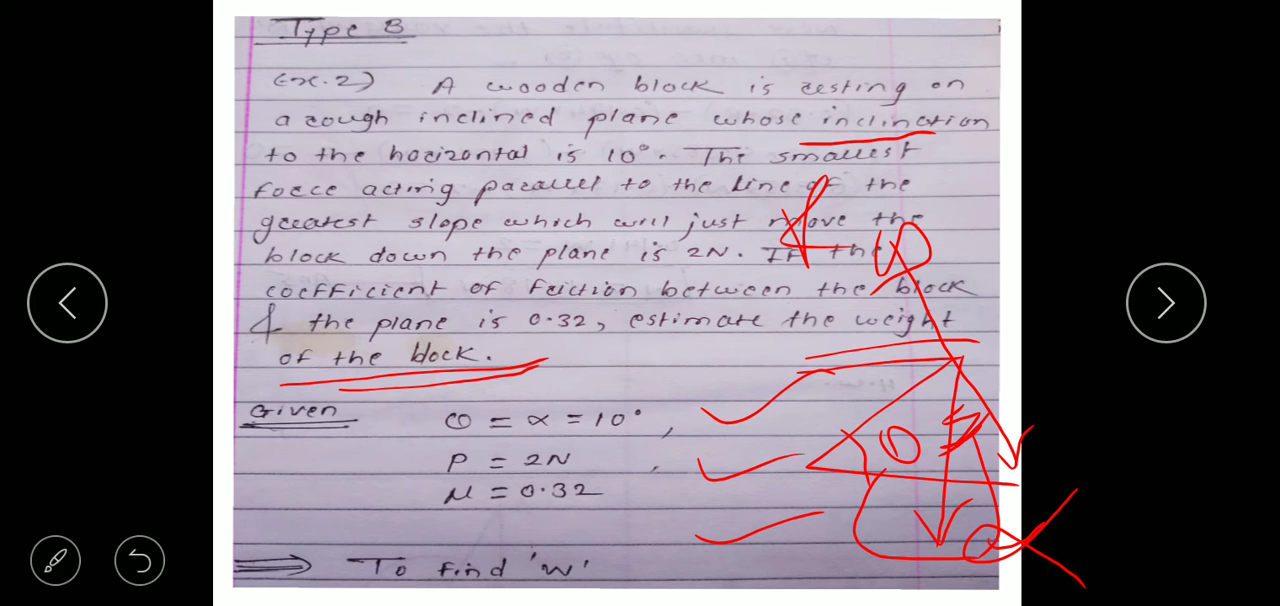 Type B
Ex.2) A wooden block is resting on
a rough inclined plane whose inclination
to the horizontal is 10°. The smallest
force acting parallel to the line of the
greatest slope which will just move the
block down the plane is 2N. If the
coefficient of friction between the block
& the plane is 0.32, estimate the weight
of the block.
Given θ = α = 10°,
P = 2N,
μ = 0.32
⟹ To find 'W'